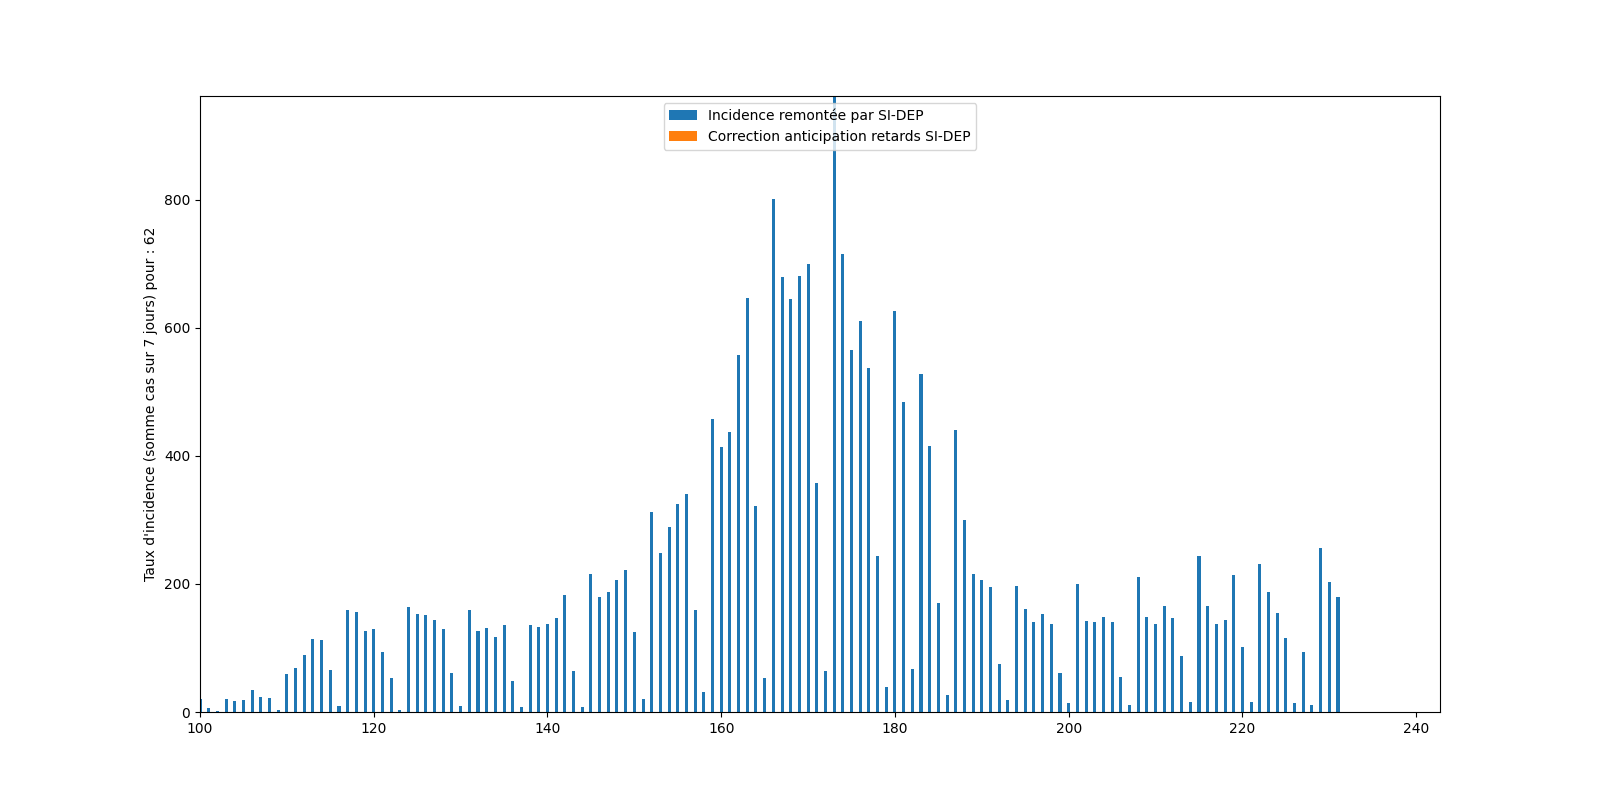 Incidence remontée par SI-DEP
Correction anticipation retards SI-DEP
Taux d'incidence (somme cas sur 7 jours) pour : 62
800
600
400
200
0
100 120 140 160 180 200 220 240